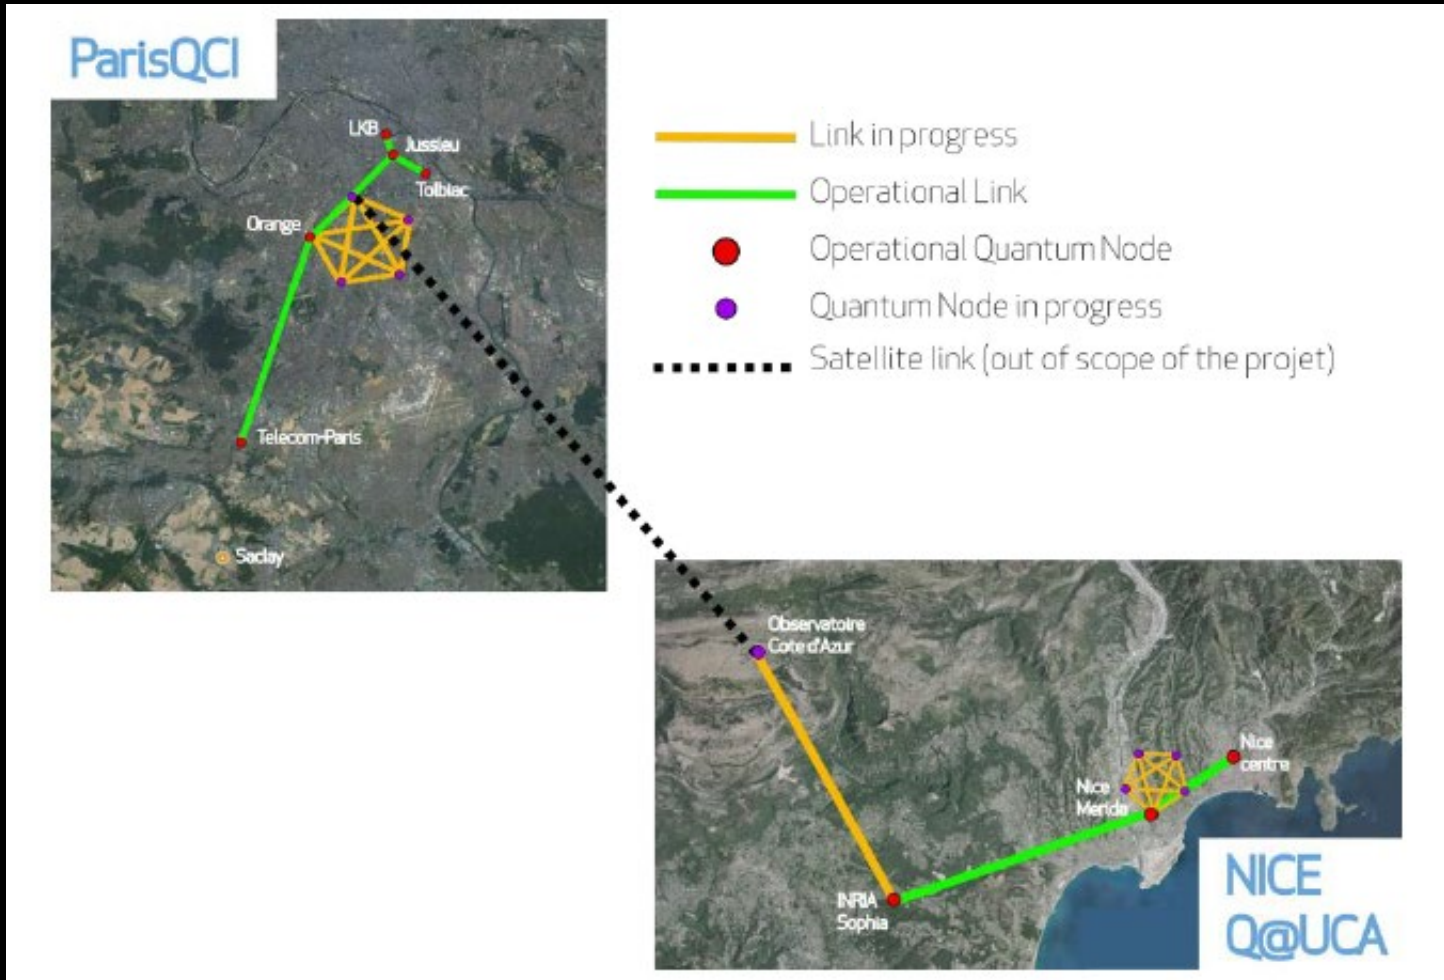 ParisQCI
LKB
Jussieu
Tolbiac
Orange
Telecom-Paris
Saclay
Link in progress
Operational Link
Operational Quantum Node
Quantum Node in progress
Satellite link (out of scope of the projet)
Observatoire
Cote d'Azur
Nice
centre
Nice
Merida
INRIA
Sophia
NICE
Q@UCA